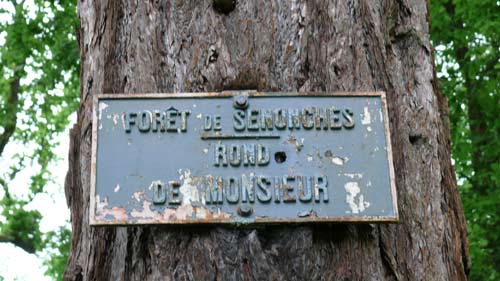 FORÊT DE SENONCHES
ROND
DE MONSIEUR